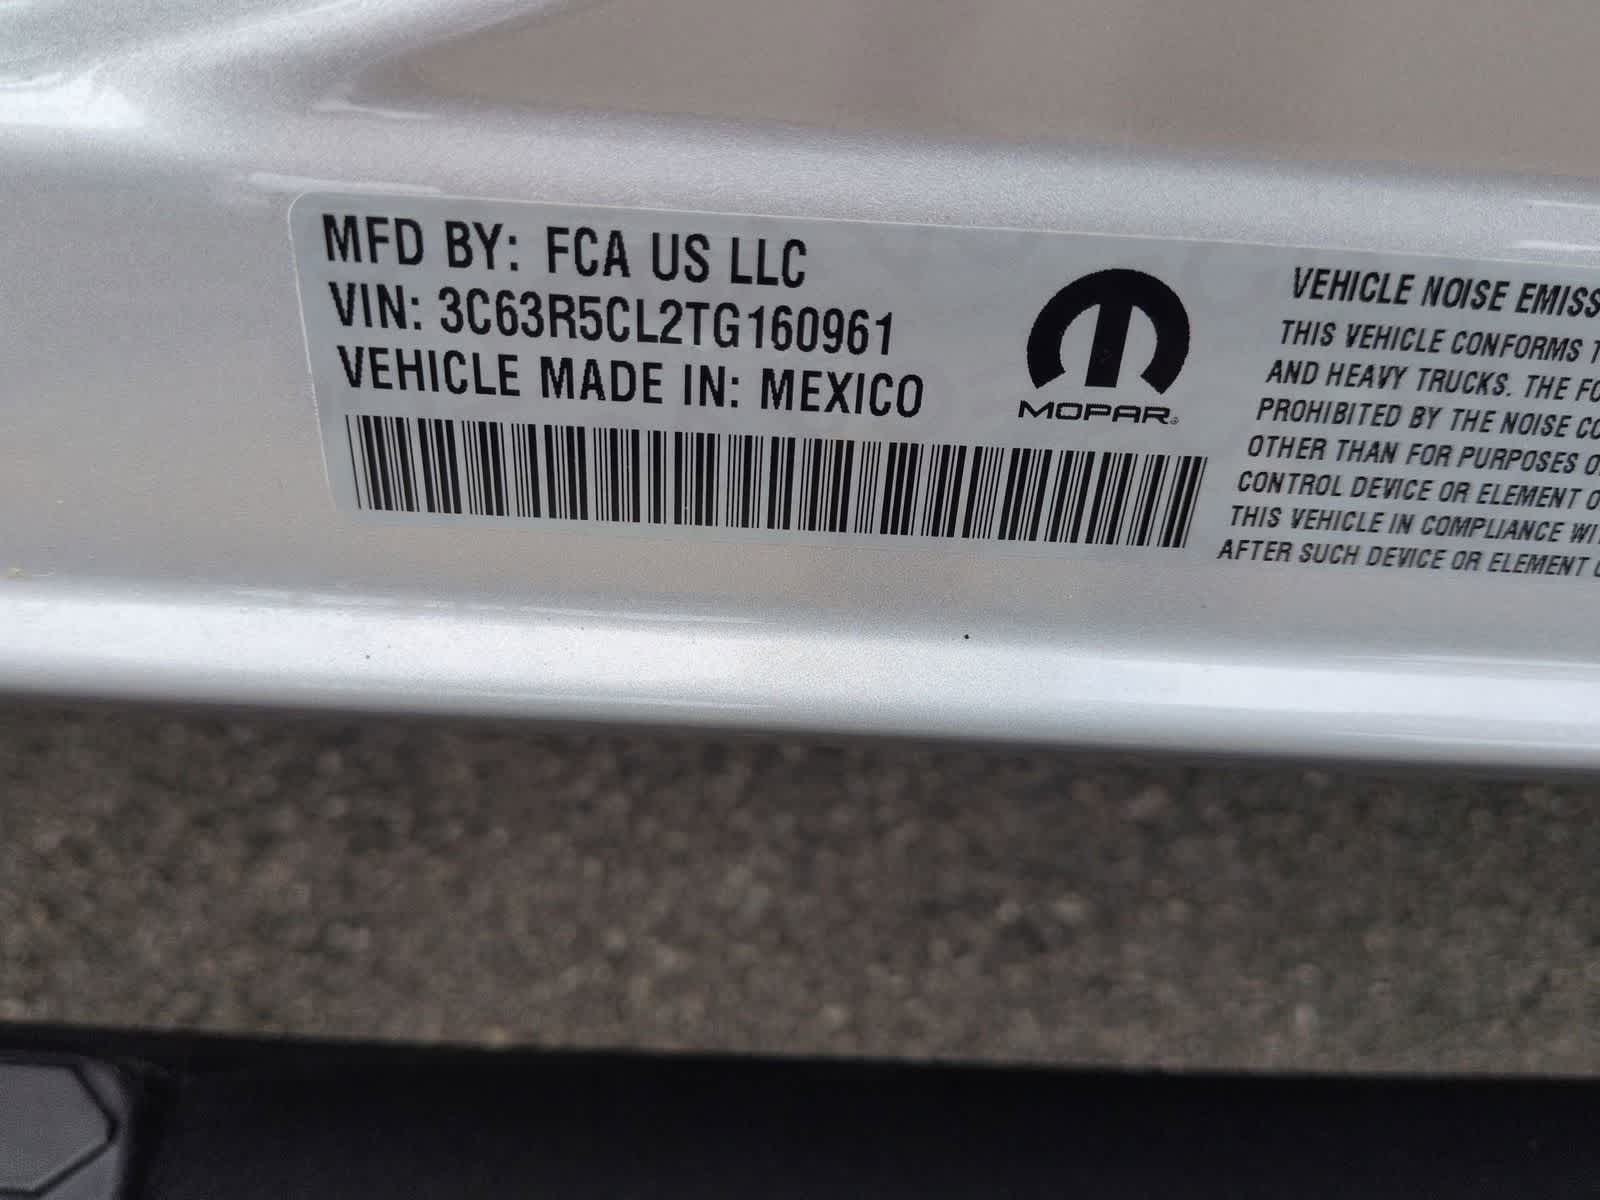 MFD BY: FCA US LLC
VIN: 3C63R5CL2TG160961
VEHICLE MADE IN: MEXICO
MOPAR®
VEHICLE NOISE EMISS
THIS VEHICLE CONFORMS T
AND HEAVY TRUCKS. THE FO
PROHIBITED BY THE NOISE CO
OTHER THAN FOR PURPOSES O
CONTROL DEVICE OR ELEMENT O
THIS VEHICLE IN COMPLIANCE WIT
AFTER SUCH DEVICE OR ELEMENT